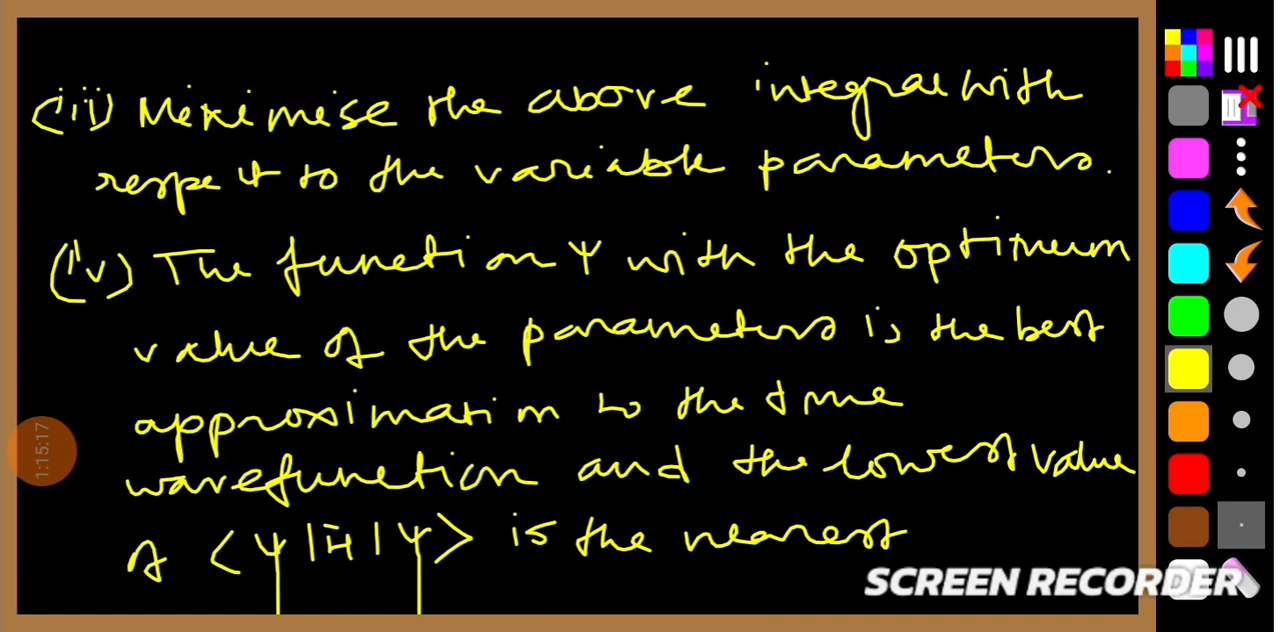 (iii) Minimise the above integral with
respect to the variable parameters.
(iv) The function Ψ with the optimum
value of the parameters is the best
approximation to the true
wavefunction and the lowest value
of <Ψ|Ĥ|Ψ> is the nearest
1:15:17
SCREEN RECORDER